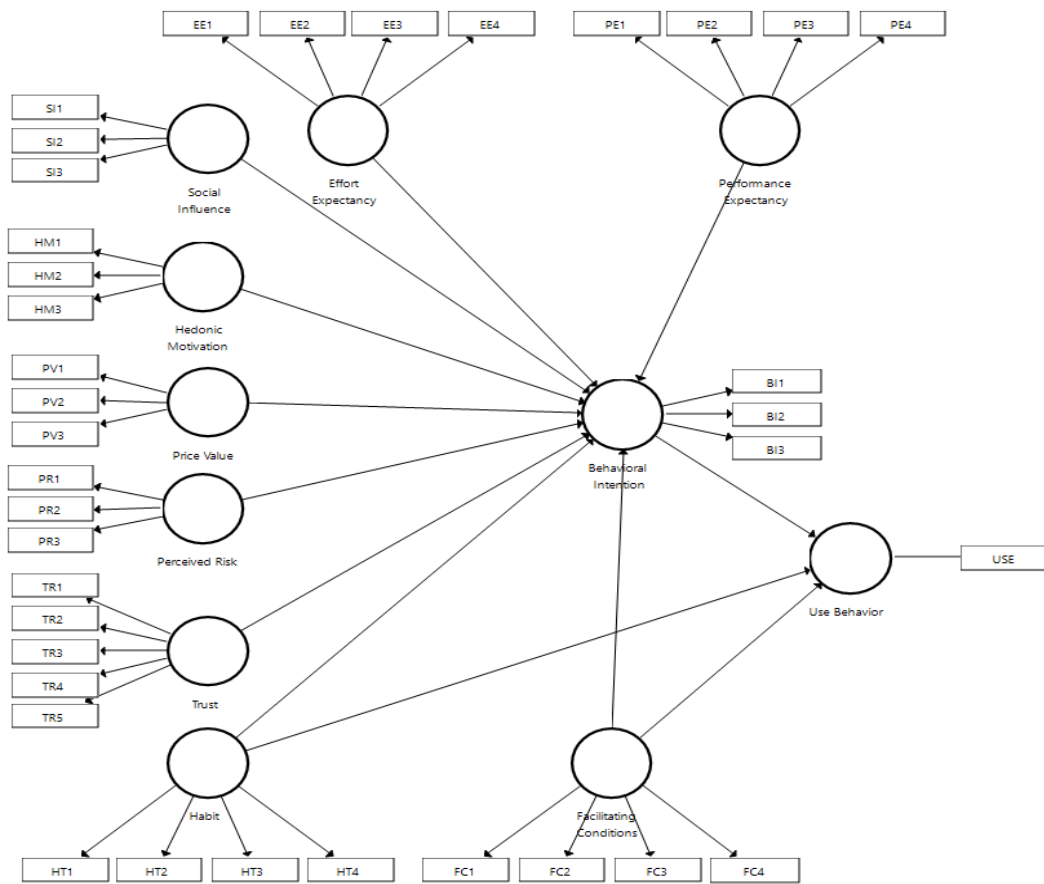 EE1
EE2
EE3
EE4
PE1
PE2
PE3
PE4
SI1
SI2
SI3
Social
Influence
Effort
Expectancy
Performance
Expectancy
HM1
HM2
HM3
Hedonic
Motivation
PV1
PV2
PV3
Price Value
BI1
BI2
BI3
Behavioral
Intention
PR1
PR2
PR3
Perceived Risk
USE
Use Behavior
TR1
TR2
TR3
TR4
TR5
Trust
Habit
Facilitating
Conditions
HT1
HT2
HT3
HT4
FC1
FC2
FC3
FC4